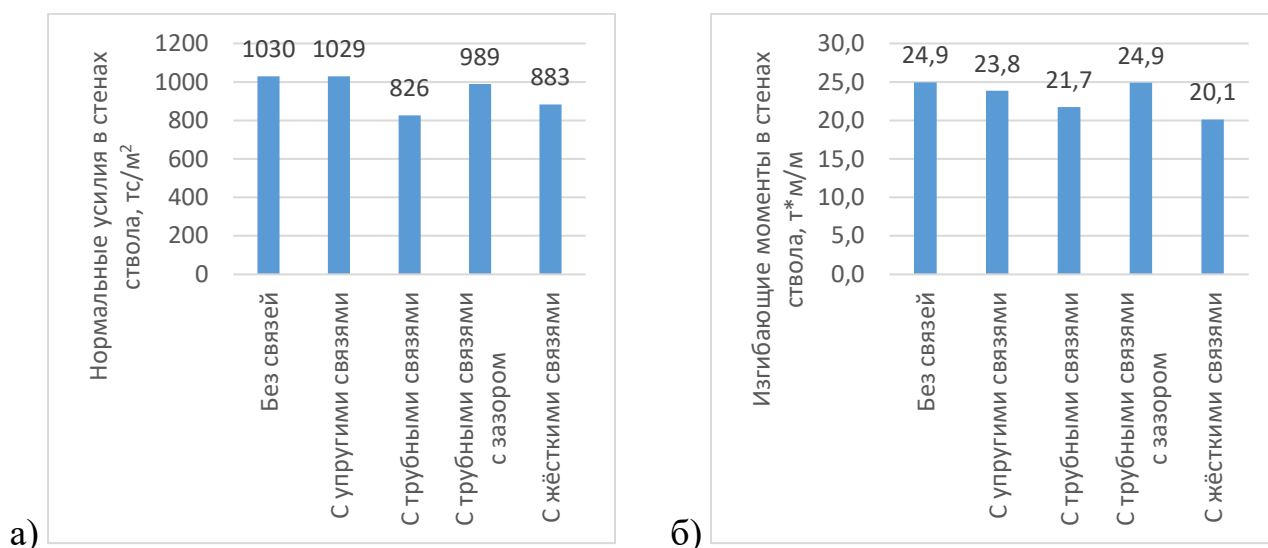 а)
Нормальные усилия в стенах
ствола, тс/м²
1200
1000
800
600
400
200
0
1030
1029
826
989
883
Без связей
С упругими связями
С трубными связями
С трубными связями
с зазором
С жёсткими связями
б)
Изгибающие моменты в стенах
ствола, т*м/м
30,0
25,0
20,0
15,0
10,0
5,0
0,0
24,9
23,8
21,7
24,9
20,1
Без связей
С упругими связями
С трубными связями
С трубными связями
с зазором
С жёсткими связями